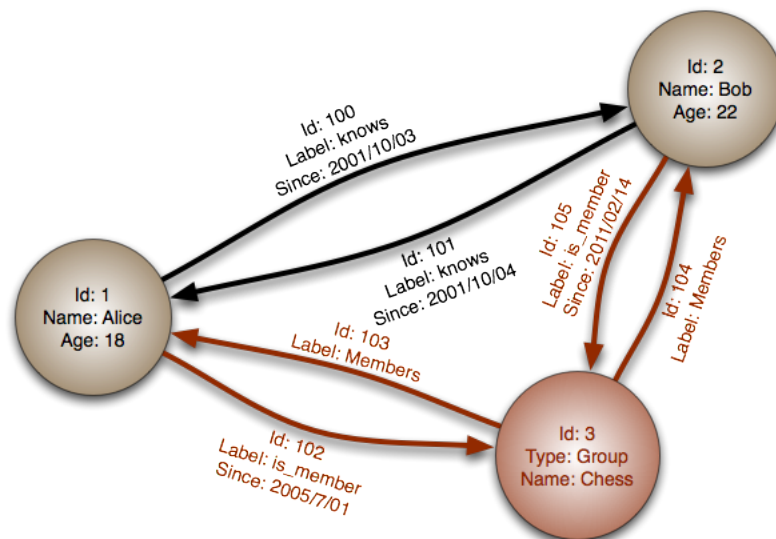 Id: 2
Name: Bob
Age: 22
Id: 100
Label: knows
Since: 2001/10/03
Id: 101
Label: knows
Since: 2001/10/04
Id: 105
Label: is_member
Since: 2011/02/14
Id: 104
Label: Members
Id: 1
Name: Alice
Age: 18
Id: 103
Label: Members
Id: 102
Label: is_member
Since: 2005/7/01
Id: 3
Type: Group
Name: Chess